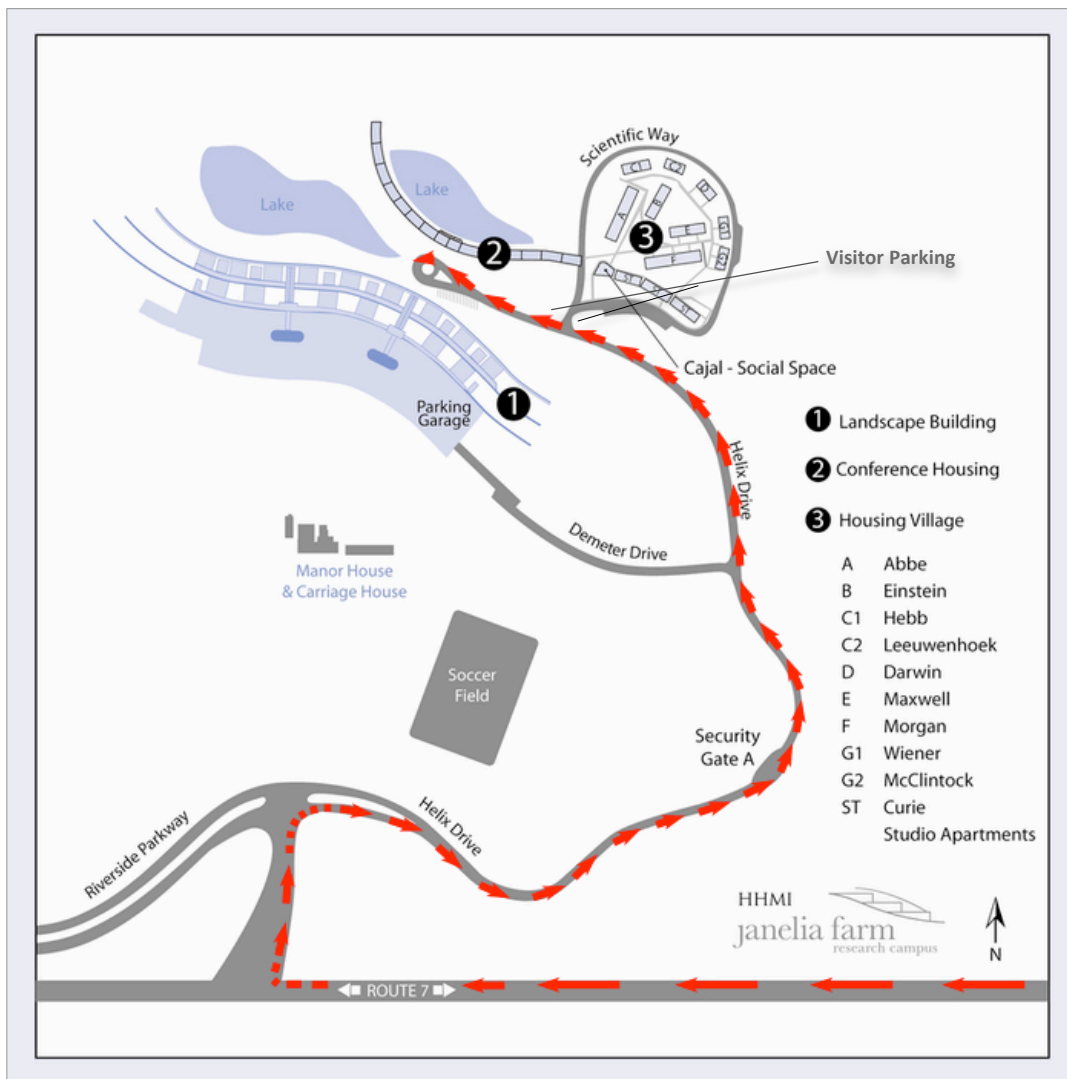 Scientific Way
Lake
Lake
C1
C2
D
A
B
G1
E
3
F
G2
2
ST
ST
Visitor Parking
Cajal - Social Space
1
Parking
Garage
Helix Drive
1 Landscape Building
2 Conference Housing
3 Housing Village
Demeter Drive
Manor House
& Carriage House
A Abbe
B Einstein
C1 Hebb
C2 Leeuwenhoek
D Darwin
E Maxwell
F Morgan
G1 Wiener
G2 McClintock
ST Curie
Studio Apartments
Soccer
Field
Security
Gate A
Helix Drive
Riverside Parkway
HHMI
janelia farm
research campus
N
ROUTE 7